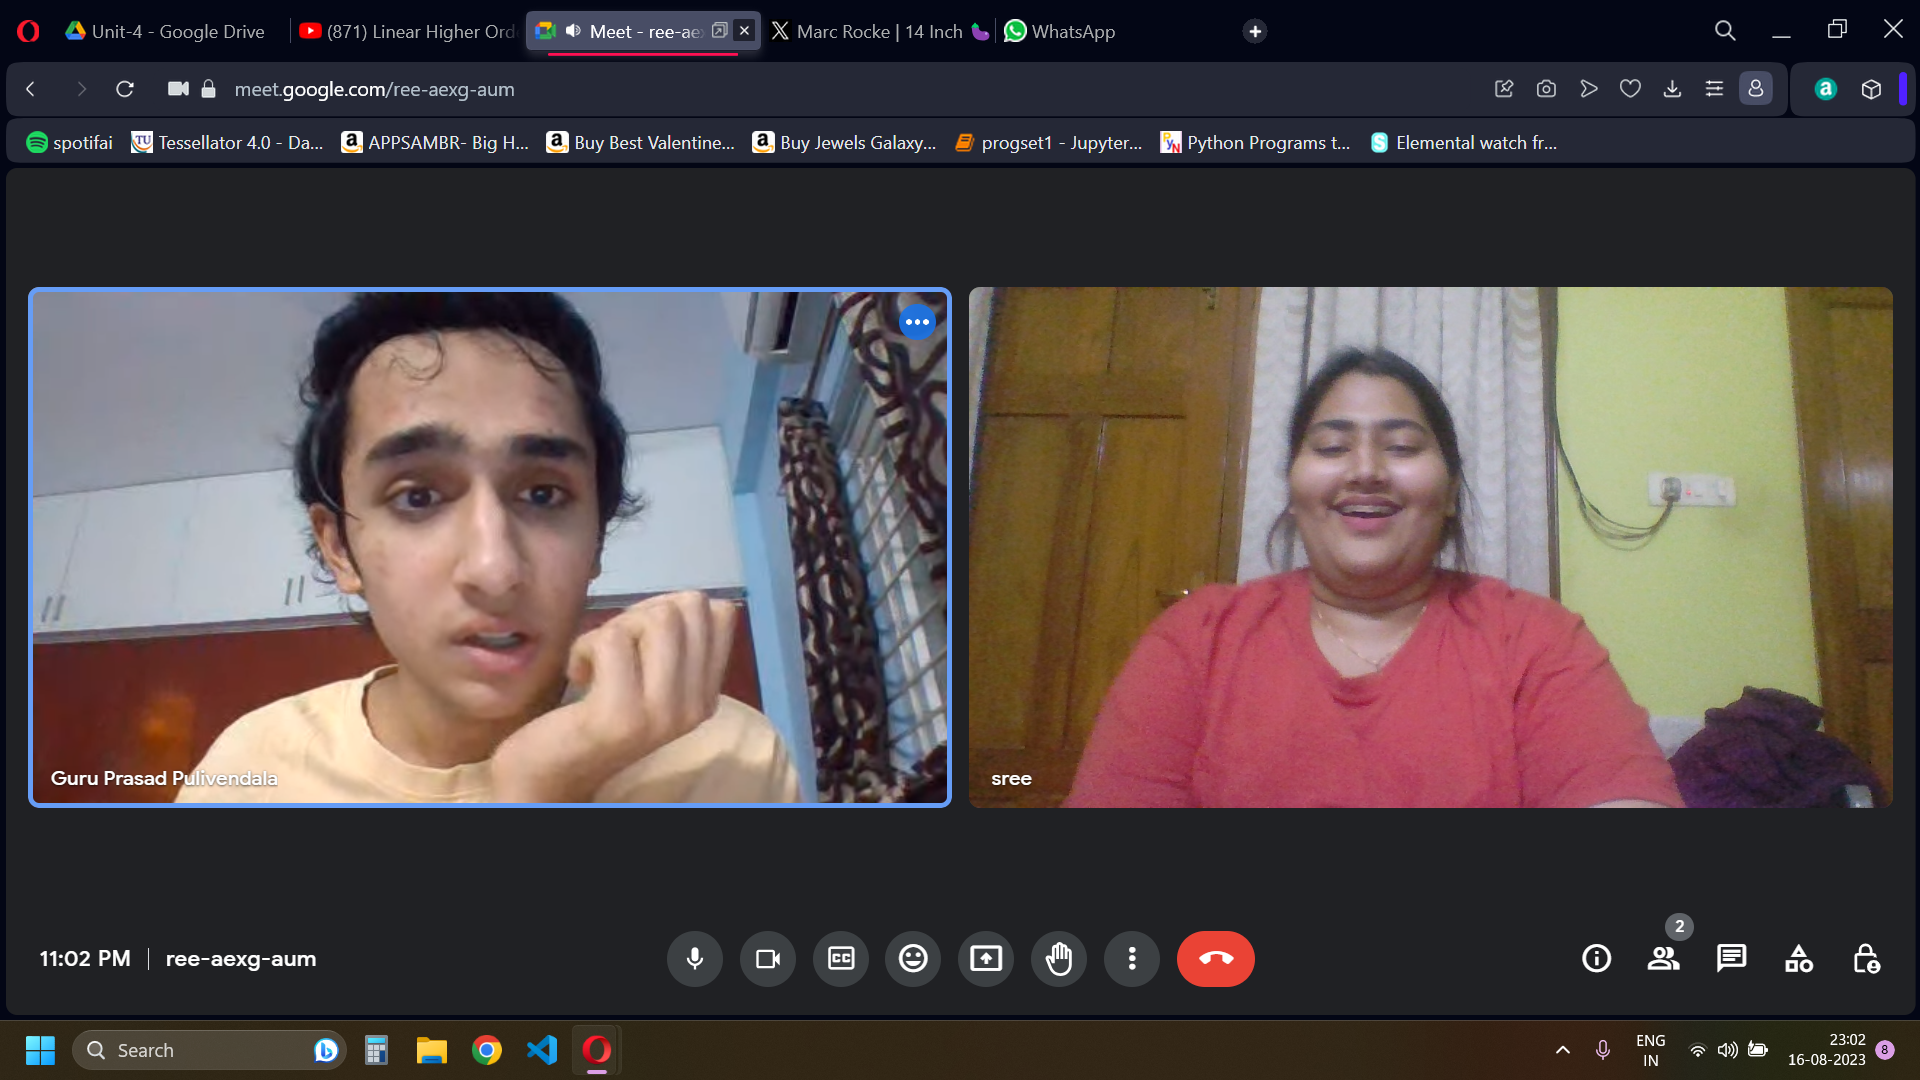 Unit-4 - Google Drive
(871) Linear Higher Ord
Meet - ree-ae
Marc Rocke | 14 Inch 🍆
WhatsApp
meet.google.com/ree-aexg-aum
spotifai
Tessellator 4.0 - Da...
APPSAMBR- Big H...
Buy Best Valentine...
Buy Jewels Galaxy...
progset1 - Jupyter...
Python Programs t...
Elemental watch fr...
Guru Prasad Pulivendala
sree
11:02 PM | ree-aexg-aum
CC
2
Search
ENG
IN
23:02
16-08-2023
8